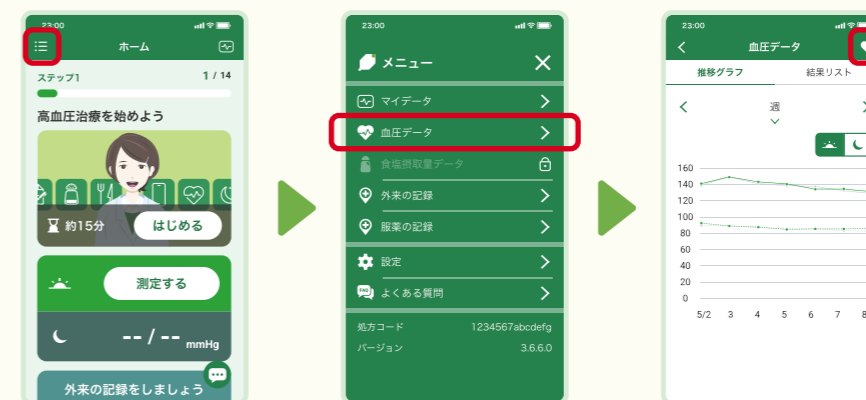 23:00
ホーム
ステップ1
1 / 14
高血圧治療を始めよう
約15分
はじめる
測定する
--/-- mmHg
外来の記録をしましょう
23:00
メニュー
マイデータ
血圧データ
食塩摂取量データ
外来の記録
服薬の記録
設定
FAQ
よくある質問
処方コード 1234567abcdefg
バージョン 3.6.6.0
23:00
血圧データ
推移グラフ
結果リスト
週
160
140
120
100
80
60
40
20
0
5/2 3 4 5 6 7 8